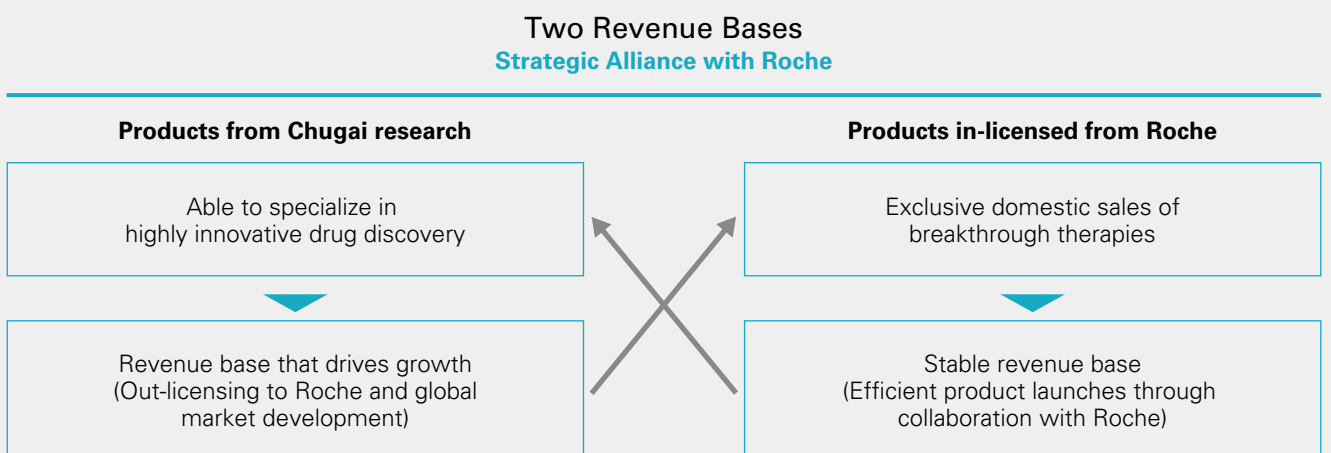 Two Revenue Bases
Strategic Alliance with Roche
Products from Chugai research
Able to specialize in
highly innovative drug discovery
Revenue base that drives growth
(Out-licensing to Roche and global
market development)
Products in-licensed from Roche
Exclusive domestic sales of
breakthrough therapies
Stable revenue base
(Efficient product launches through
collaboration with Roche)